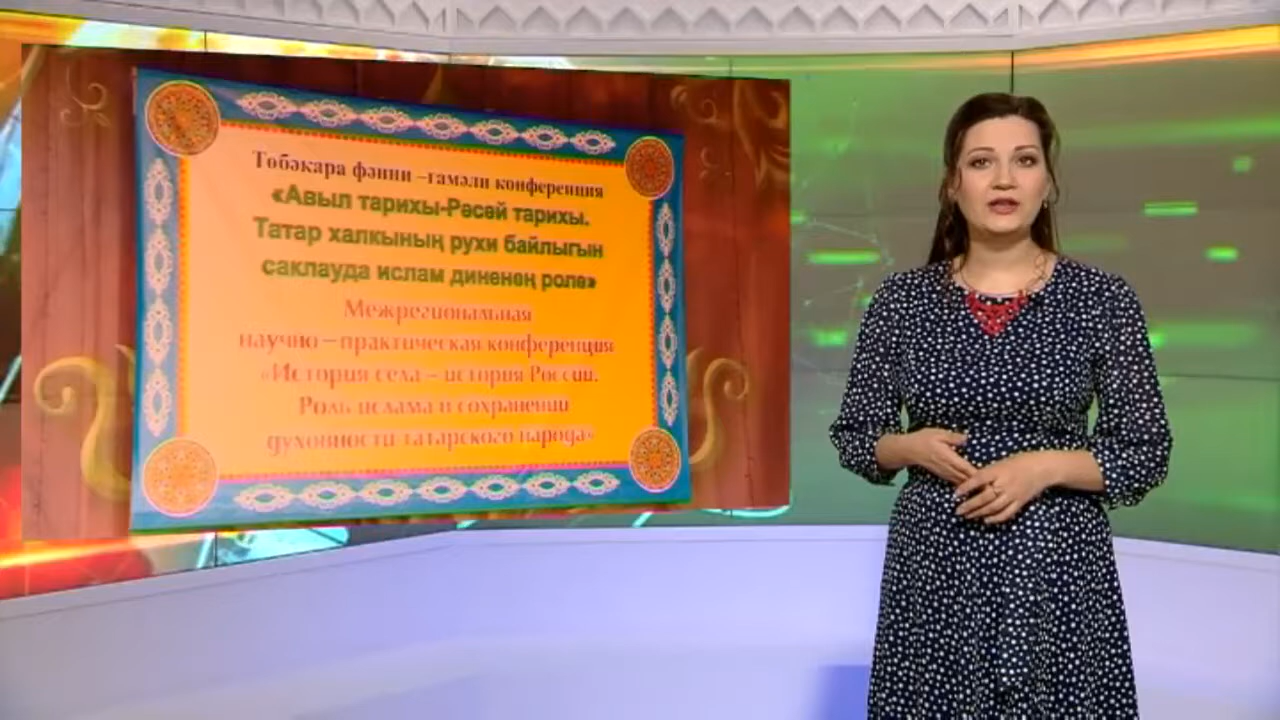 Төбәкара фәнни –гамәли конференция
«Авыл тарихы-Рәсәй тарихы.
Татар халкының рухи байлыгын
саклауда ислам диненең роле»
Межрегиональная
научно – практическая конференция
«История села – история России.
Роль ислама в сохранении
духовности татарского народа»